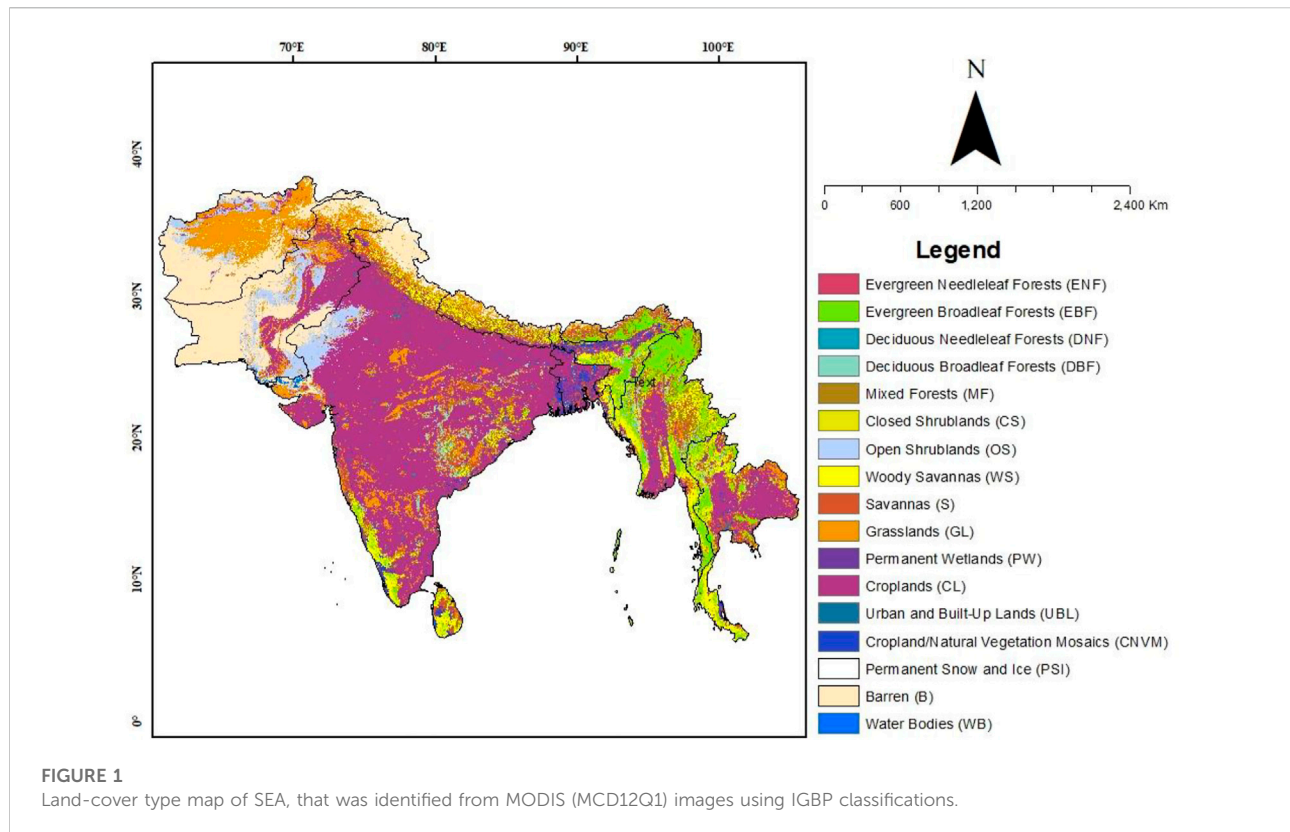 70°E 80°E 90°E 100°E
40°N
30°N
20°N
10°N
0°
Text
N
0 600 1,200 2,400 Km
Legend
Evergreen Needleleaf Forests (ENF)
Evergreen Broadleaf Forests (EBF)
Deciduous Needleleaf Forests (DNF)
Deciduous Broadleaf Forests (DBF)
Mixed Forests (MF)
Closed Shrublands (CS)
Open Shrublands (OS)
Woody Savannas (WS)
Savannas (S)
Grasslands (GL)
Permanent Wetlands (PW)
Croplands (CL)
Urban and Built-Up Lands (UBL)
Cropland/Natural Vegetation Mosaics (CNVM)
Permanent Snow and Ice (PSI)
Barren (B)
Water Bodies (WB)
FIGURE 1
Land-cover type map of SEA, that was identified from MODIS (MCD12Q1) images using IGBP classifications.